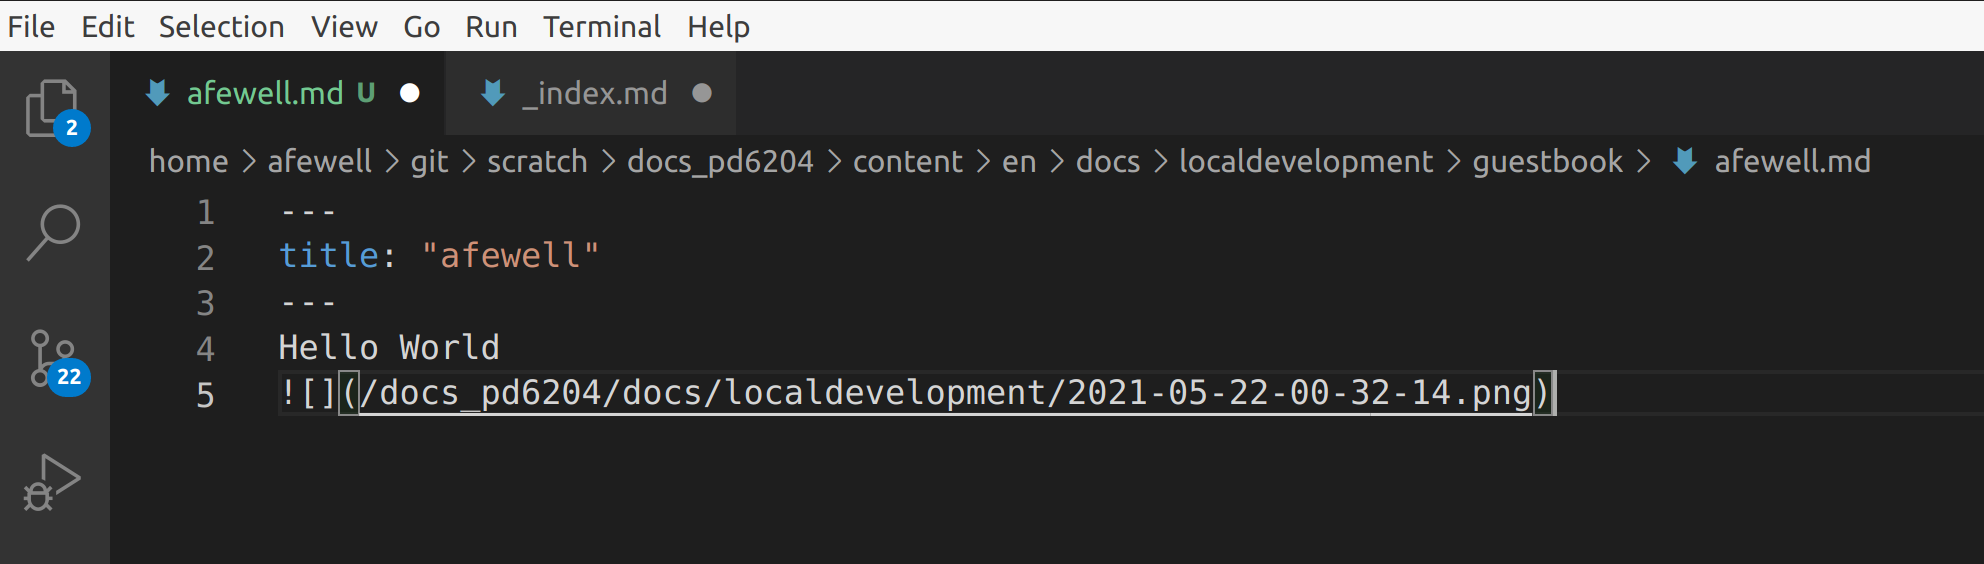 File Edit Selection View Go Run Terminal Help
afewell.md U _index.md
2
home > afewell > git > scratch > docs_pd6204 > content > en > docs > localdevelopment > guestbook > afewell.md
1 ---
2 title: "afewell"
3 ---
4 Hello World
22
5 ![](/docs_pd6204/docs/localdevelopment/2021-05-22-00-32-14.png)